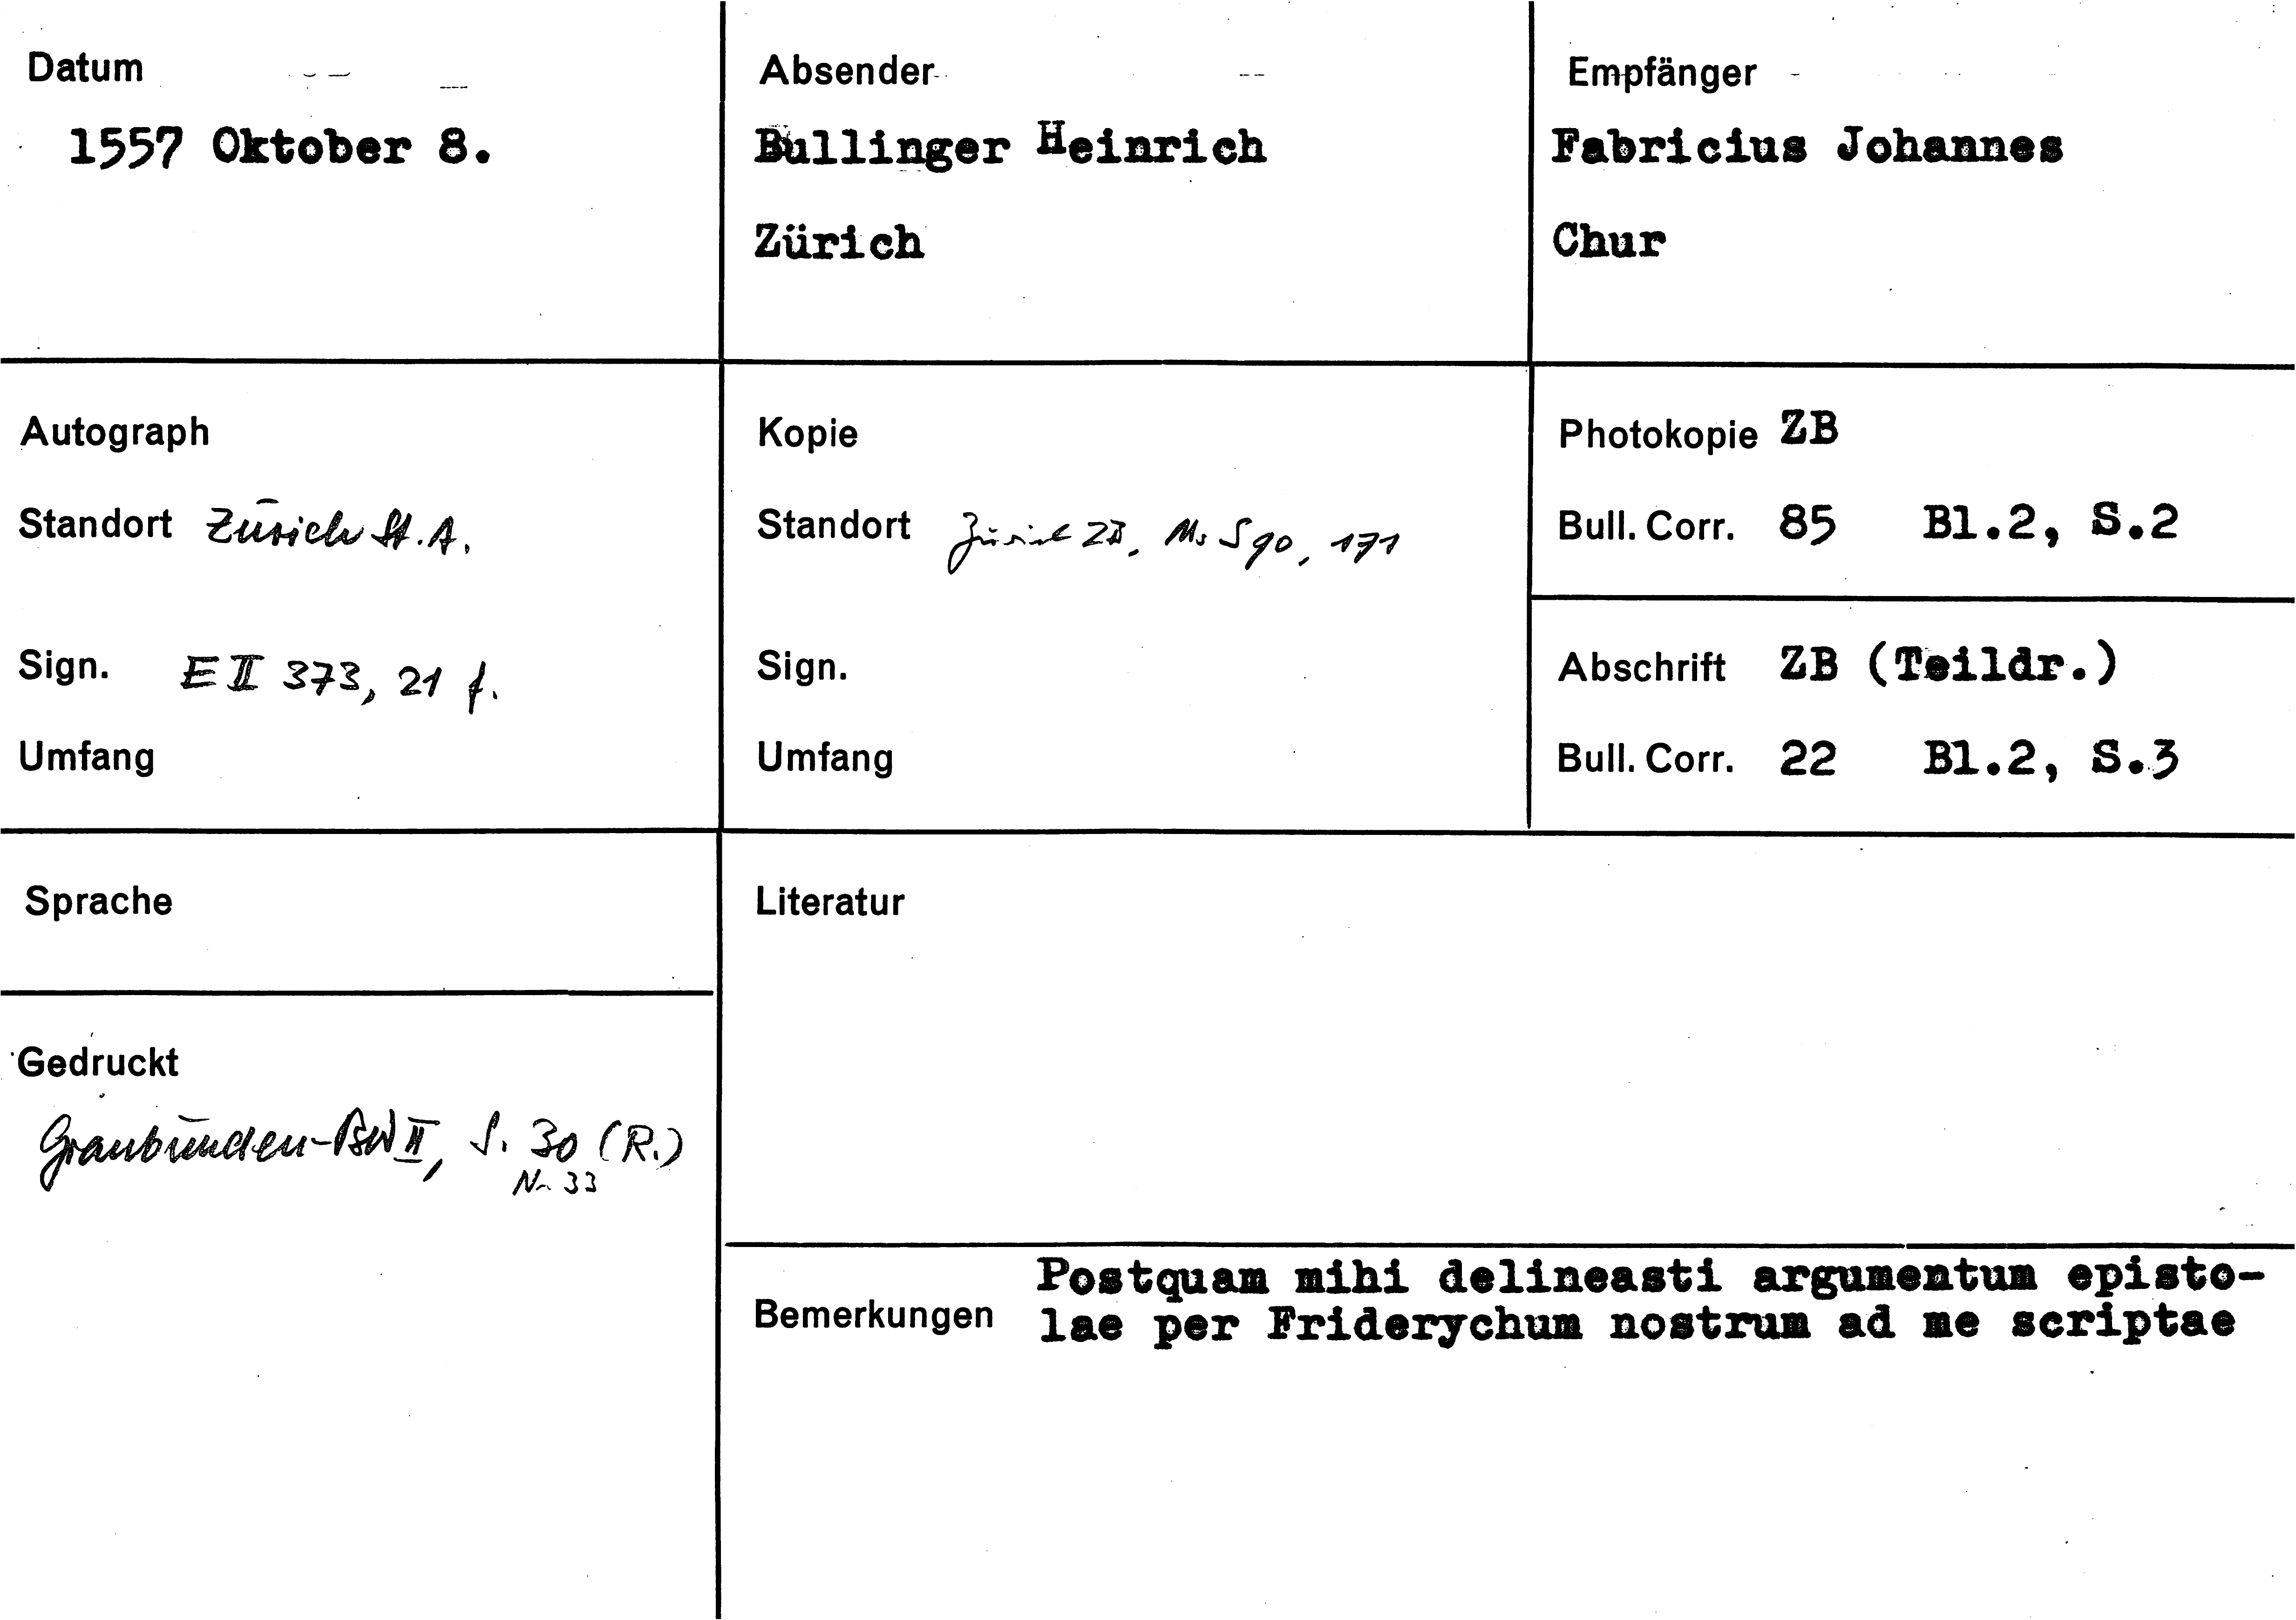 Datum
1557 Oktober 8.
Absender
Bullinger Heinrich
Zürich
Empfänger
Fabricius Johannes
Chur
Autograph
Standort Zürich St.A.
Sign. E II 373, 21 f.
Umfang
Kopie
Standort Zürich ZB, Ms S 90, 171
Sign.
Umfang
Photokopie ZB
Bull. Corr. 85 Bl.2, S.2
Abschrift ZB (Teildr.)
Bull. Corr. 22 Bl.2, S.3
Sprache
Gedruckt
Graubünden-BW II, S. 30 (R.)
Nr. 33
Literatur
Bemerkungen
Postquam mihi delineasti argumentum episto-
lae per Friderychum nostrum ad me scriptae